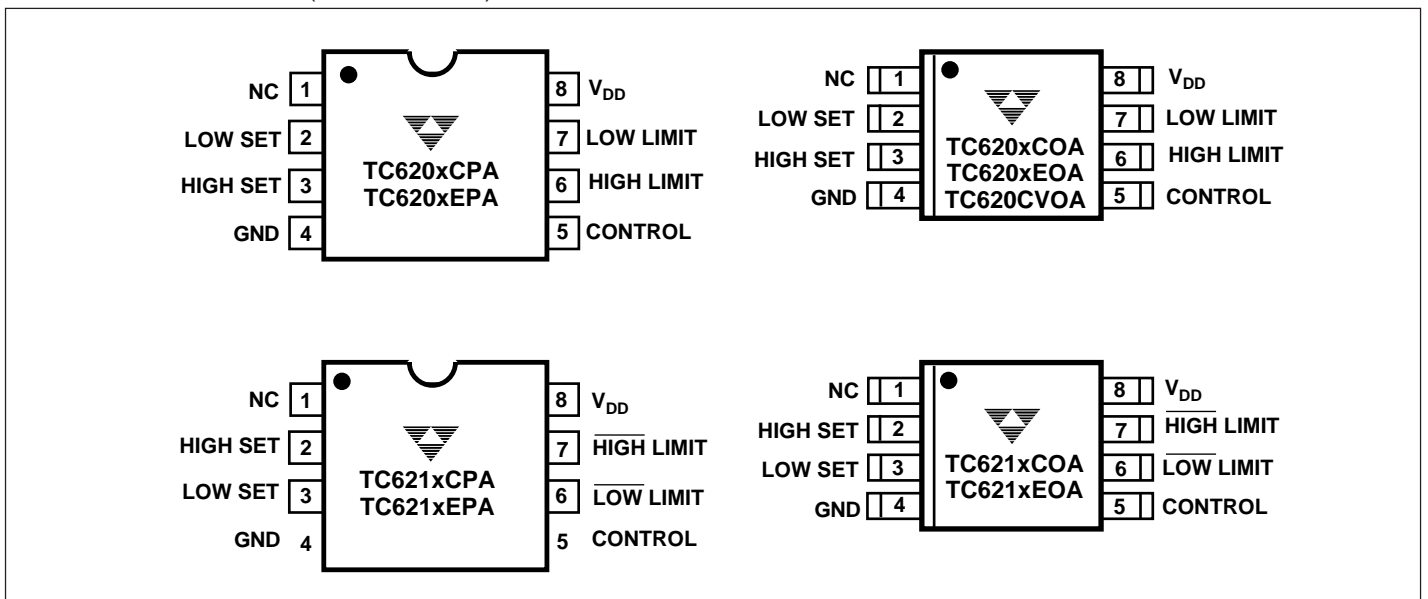 NC 1
LOW SET 2
HIGH SET 3
GND 4
TC620xCPA
TC620xEPA
8 VDD
7 LOW LIMIT
6 HIGH LIMIT
5 CONTROL
NC 1
LOW SET 2
HIGH SET 3
GND 4
TC620xCOA
TC620xEOA
TC620CVOA
8 VDD
7 LOW LIMIT
6 HIGH LIMIT
5 CONTROL
NC 1
HIGH SET 2
LOW SET 3
GND 4
TC621xCPA
TC621xEPA
8 VDD
7 HIGH LIMIT
6 LOW LIMIT
5 CONTROL
NC 1
HIGH SET 2
LOW SET 3
GND 4
TC621xCOA
TC621xEOA
8 VDD
7 HIGH LIMIT
6 LOW LIMIT
5 CONTROL